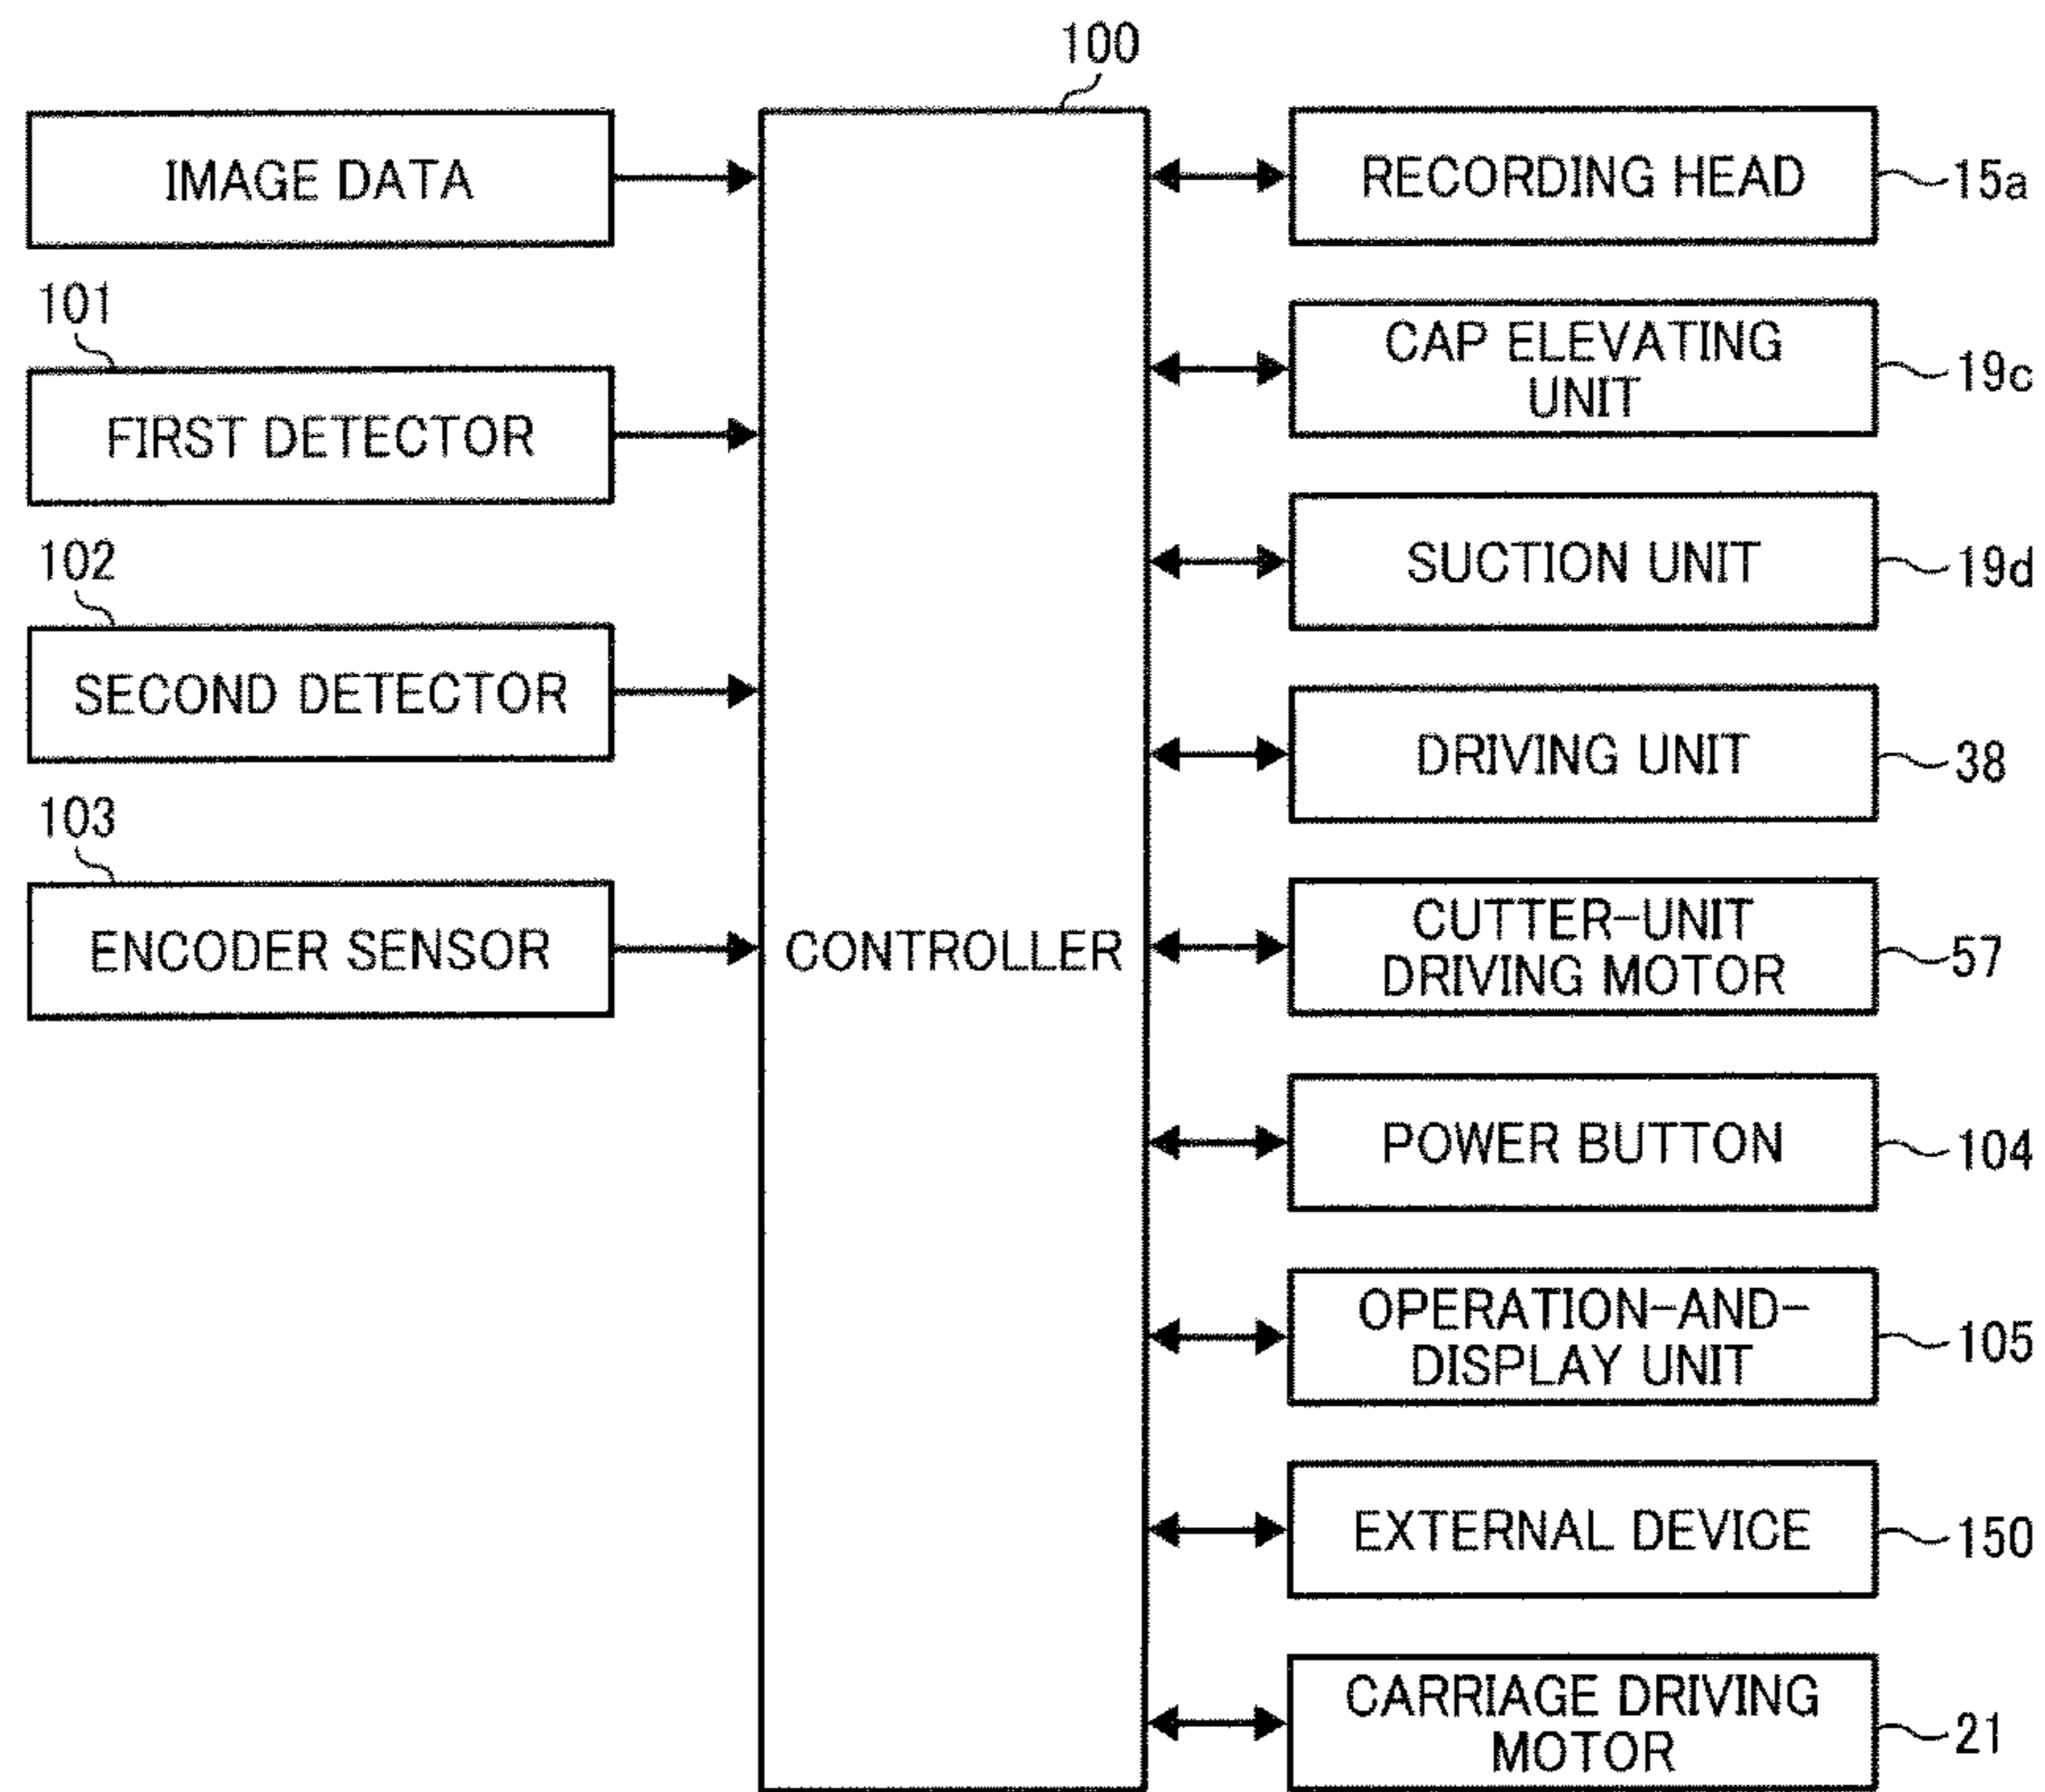 100
IMAGE DATA
101
FIRST DETECTOR
102
SECOND DETECTOR
103
ENCODER SENSOR
CONTROLLER
RECORDING HEAD
15a
CAP ELEVATING
UNIT
19c
SUCTION UNIT
19d
DRIVING UNIT
38
CUTTER-UNIT
DRIVING MOTOR
57
POWER BUTTON
104
OPERATION-AND-
DISPLAY UNIT
105
EXTERNAL DEVICE
150
CARRIAGE DRIVING
MOTOR
21